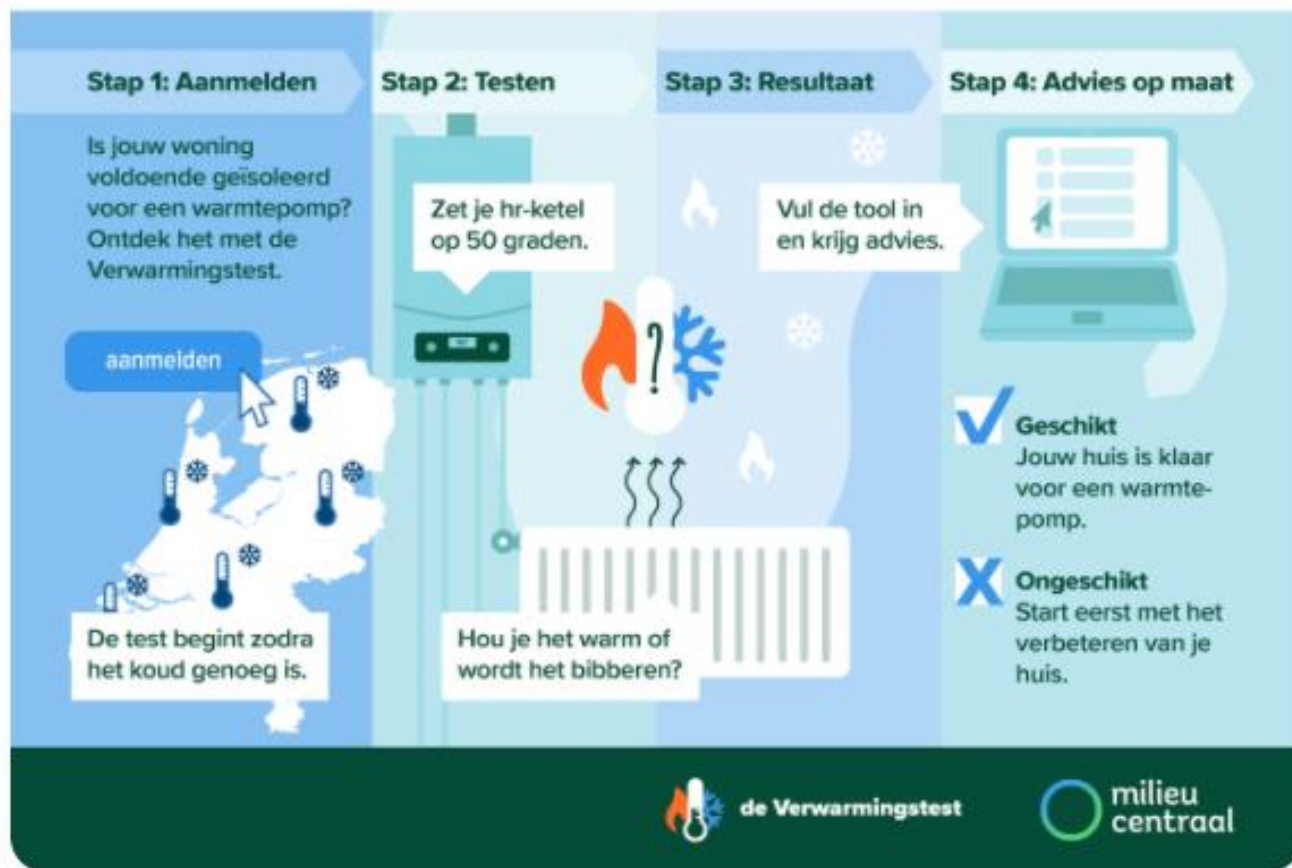 Stap 1: Aanmelden
Is jouw woning
voldoende geïsoleerd
voor een warmtepomp?
Ontdek het met de
Verwarmingstest.
aanmelden
De test begint zodra
het koud genoeg is.
Stap 2: Testen
Zet je hr-ketel
op 50 graden.
Hou je het warm of
wordt het bibberen?
Stap 3: Resultaat
?
Stap 4: Advies op maat
Vul de tool in
en krijg advies.
Geschikt
Jouw huis is klaar
voor een warmte-
pomp.
Ongeschikt
Start eerst met het
verbeteren van je
huis.
de Verwarmingstest
milieu
centraal